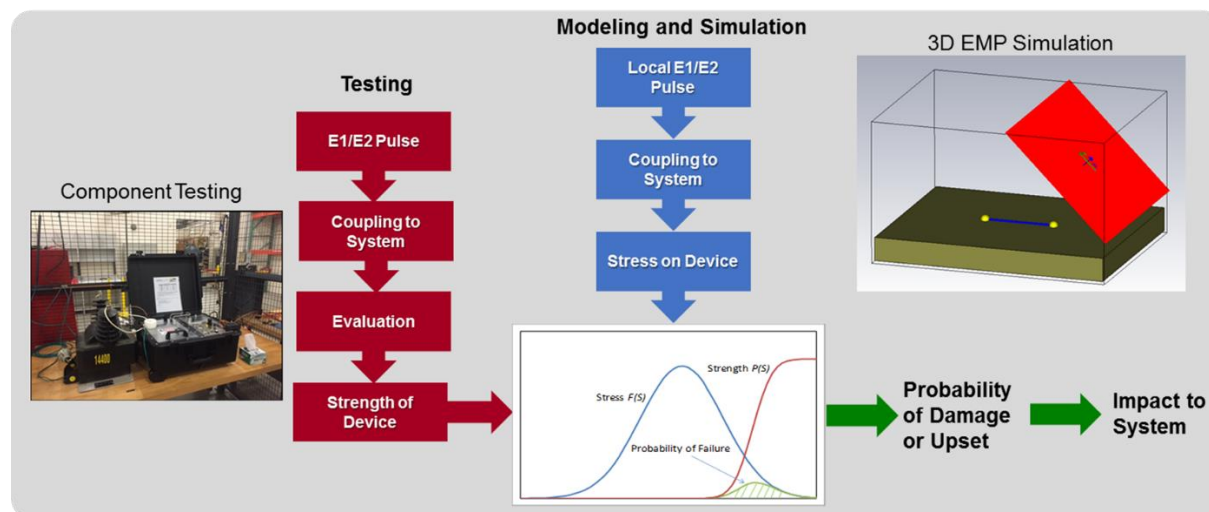 Modeling and Simulation
3D EMP Simulation
Testing
Component Testing
14400
E1/E2 Pulse
Coupling to
System
Evaluation
Strength of
Device
Local E1/E2
Pulse
Coupling to
System
Stress on Device
Stress F(S)
Strength P(S)
Probability of Failure
Probability
of Damage
or Upset
Impact to
System